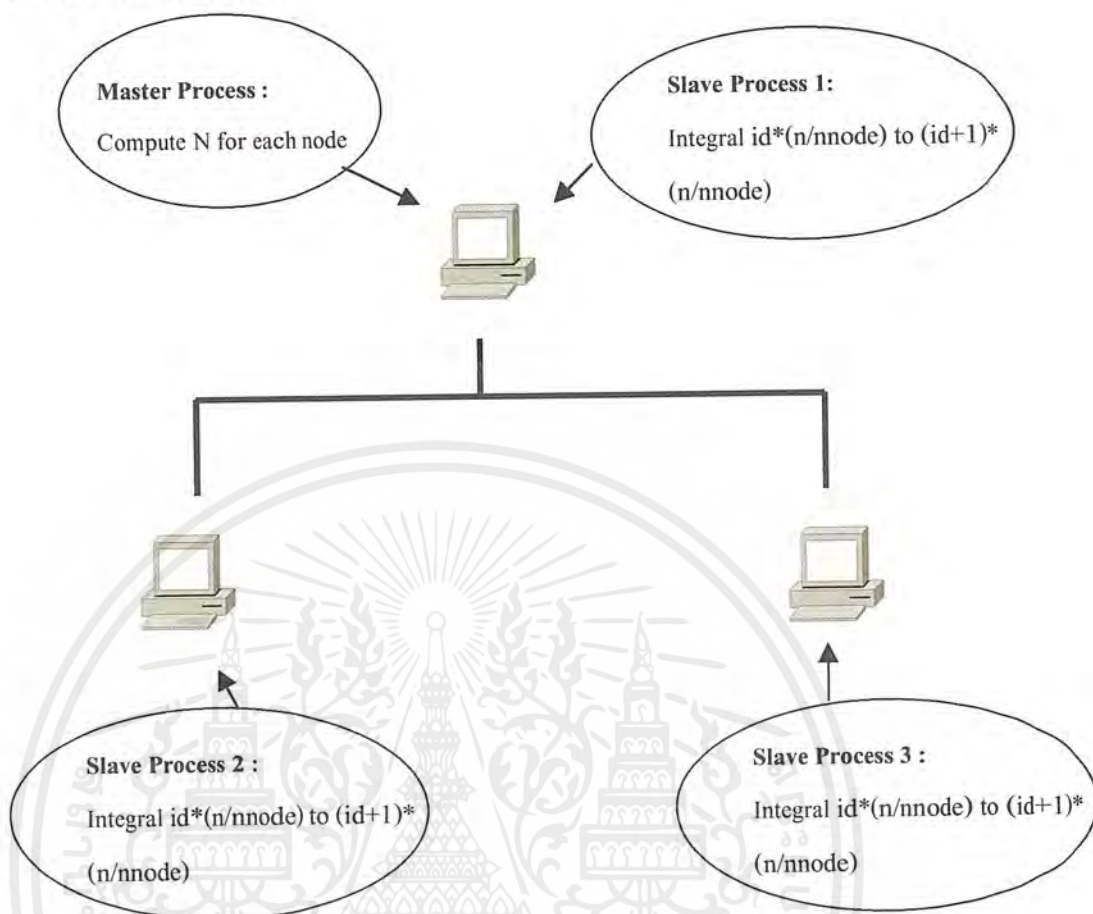 Master Process :
Compute N for each node
Slave Process 1:
Integral id*(n/nnode) to (id+1)*
(n/nnode)
Slave Process 2 :
Integral id*(n/nnode) to (id+1)*
(n/nnode)
Slave Process 3 :
Integral id*(n/nnode) to (id+1)*
(n/nnode)